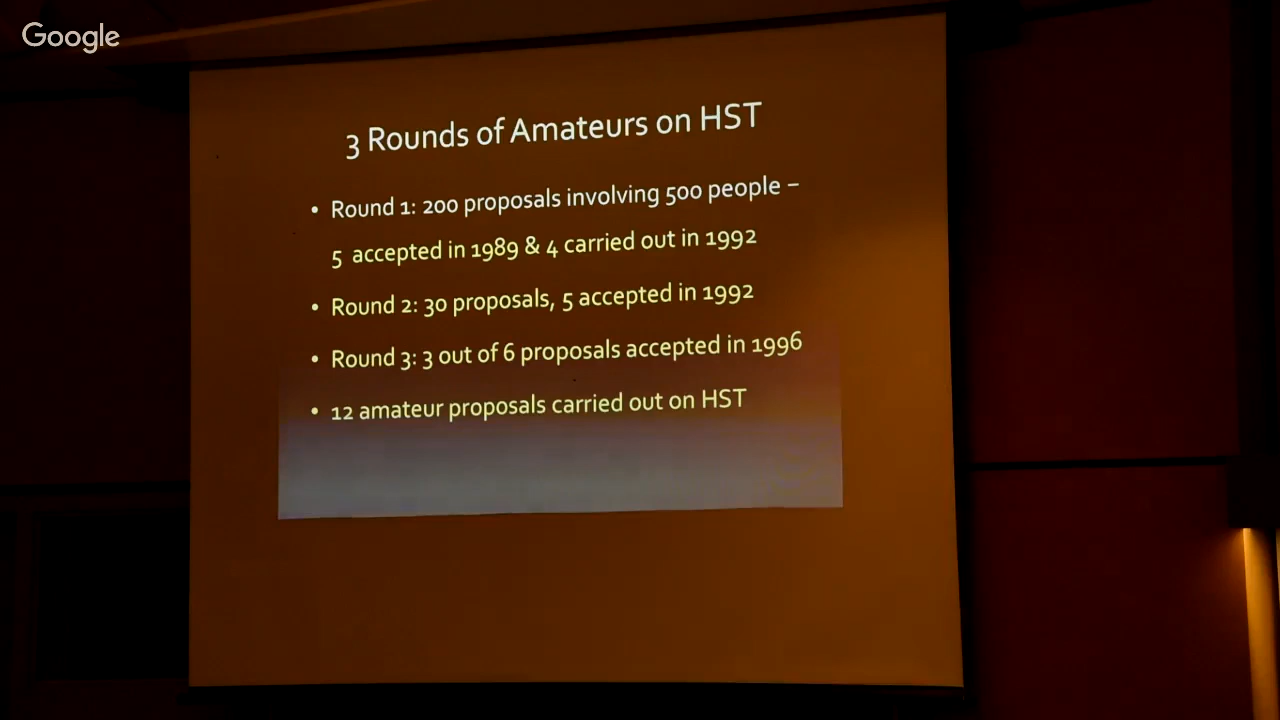 Google
3 Rounds of Amateurs on HST
• Round 1: 200 proposals involving 500 people –
5 accepted in 1989 & 4 carried out in 1992
• Round 2: 30 proposals, 5 accepted in 1992
• Round 3: 3 out of 6 proposals accepted in 1996
• 12 amateur proposals carried out on HST